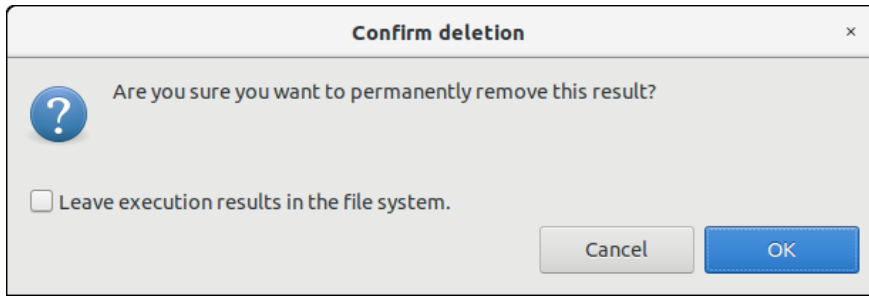 Confirm deletion
Are you sure you want to permanently remove this result?
Leave execution results in the file system.
Cancel
OK